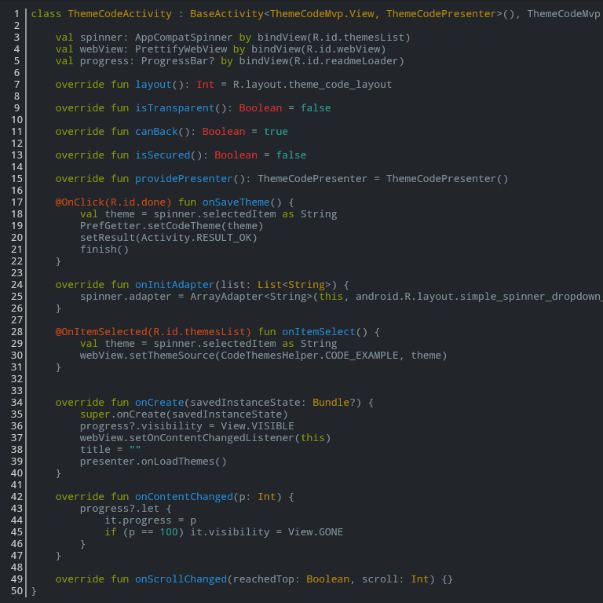 1 class ThemeCodeActivity : BaseActivity<ThemeCodeMvp.View, ThemeCodePresenter>(), ThemeCodeMvp
2
3     val spinner: AppCompatSpinner by bindView(R.id.themesList)
4     val webView: PrettifyWebView by bindView(R.id.webView)
5     val progress: ProgressBar? by bindView(R.id.readmeLoader)
6
7     override fun layout(): Int = R.layout.theme_code_layout
8
9     override fun isTransparent(): Boolean = false
10
11     override fun canBack(): Boolean = true
12
13     override fun isSecured(): Boolean = false
14
15     override fun providePresenter(): ThemeCodePresenter = ThemeCodePresenter()
16
17     @OnClick(R.id.done) fun onSaveTheme() {
18         val theme = spinner.selectedItem as String
19         PrefGetter.setCodeTheme(theme)
20         setResult(Activity.RESULT_OK)
21         finish()
22     }
23
24     override fun onInitAdapter(list: List<String>) {
25         spinner.adapter = ArrayAdapter<String>(this, android.R.layout.simple_spinner_dropdown_
26     }
27
28     @OnItemSelected(R.id.themesList) fun onItemSelect() {
29         val theme = spinner.selectedItem as String
30         webView.setThemeSource(CodeThemesHelper.CODE_EXAMPLE, theme)
31     }
32
33
34     override fun onCreate(savedInstanceState: Bundle?) {
35         super.onCreate(savedInstanceState)
36         progress?.visibility = View.VISIBLE
37         webView.setOnContentChangedListener(this)
38         title = ""
39         presenter.onLoadThemes()
40     }
41
42     override fun onContentChanged(p: Int) {
43         progress?.let {
44             it.progress = p
45             if (p == 100) it.visibility = View.GONE
46         }
47     }
48
49     override fun onScrollChanged(reachedTop: Boolean, scroll: Int) {}
50 }